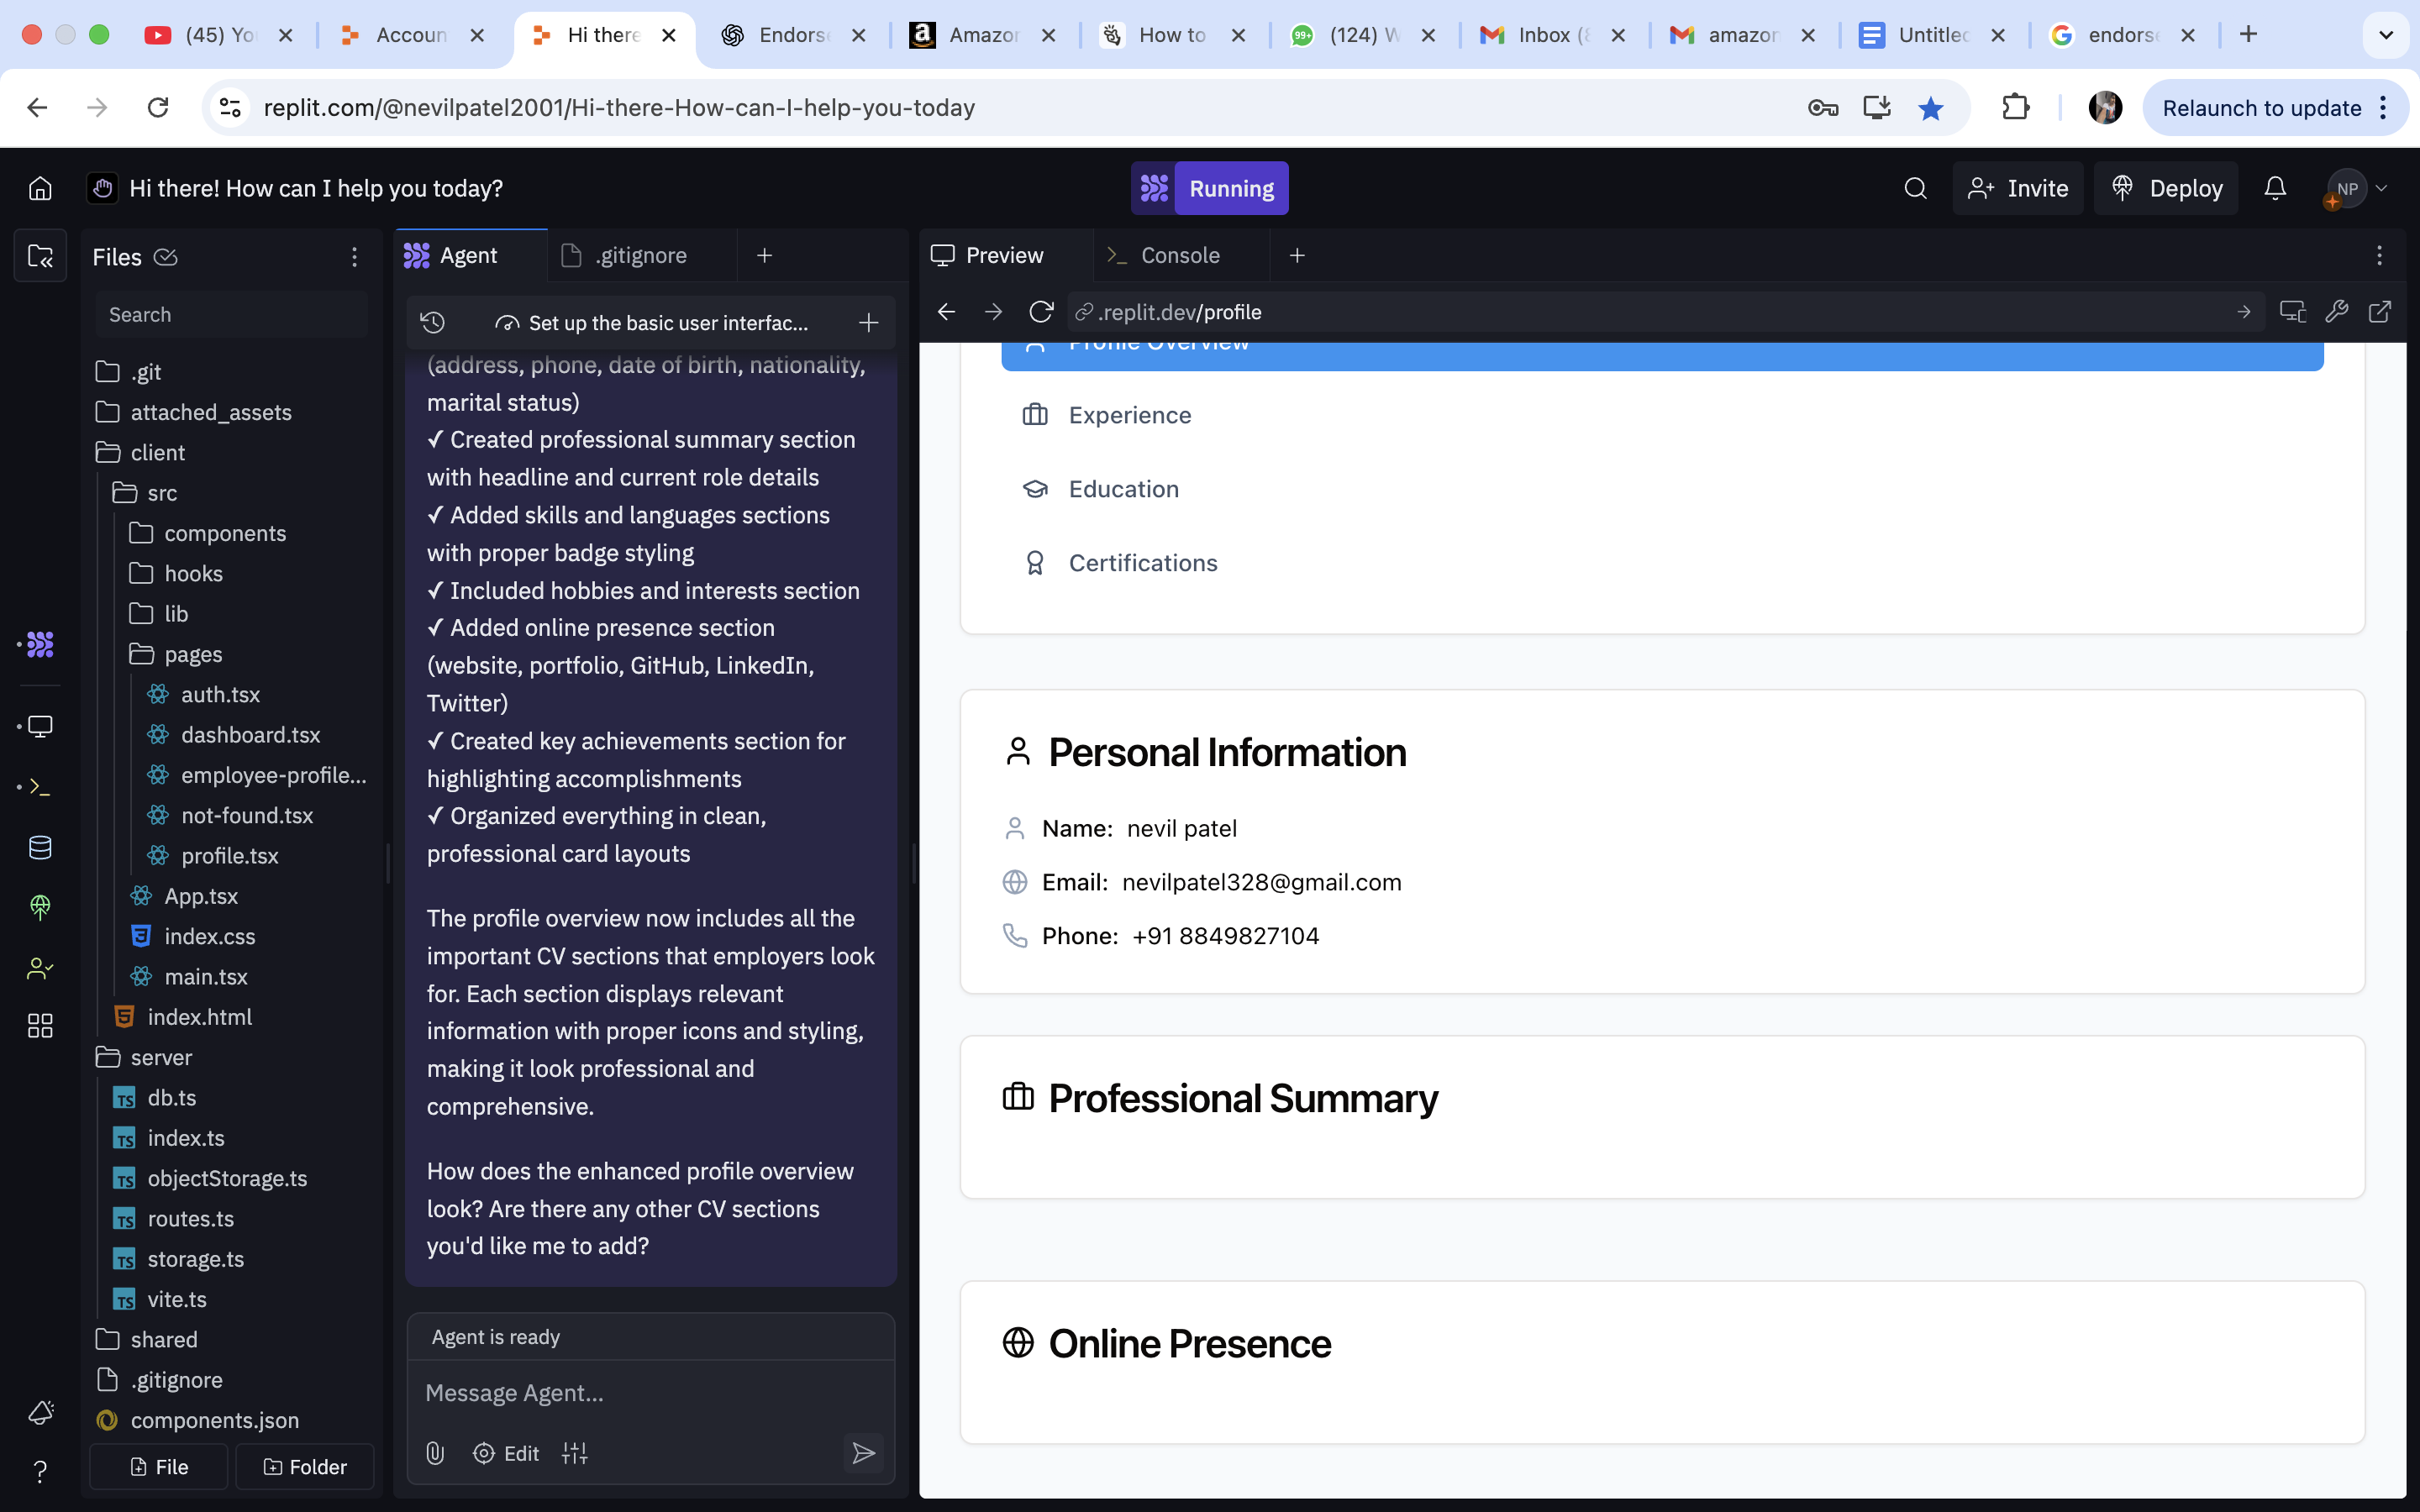 (45) Yo
Accoun
Hi there
Endorse
Amazon
How to
99+
(124) W
Inbox (
amazon
Untitled
endorse
replit.com/@nevilpatel2001/Hi-there-How-can-I-help-you-today
Relaunch to update
Hi there! How can I help you today?
Running
Invite
Deploy
NP
Files
Search
.git
attached_assets
client
src
components
hooks
lib
pages
auth.tsx
dashboard.tsx
employee-profile...
not-found.tsx
profile.tsx
App.tsx
index.css
main.tsx
index.html
server
db.ts
index.ts
objectStorage.ts
routes.ts
storage.ts
vite.ts
shared
.gitignore
components.json
File
Folder
Agent
.gitignore
Set up the basic user interfac...
(address, phone, date of birth, nationality,
marital status)
✓ Created professional summary section
with headline and current role details
✓ Added skills and languages sections
with proper badge styling
✓ Included hobbies and interests section
✓ Added online presence section
(website, portfolio, GitHub, LinkedIn,
Twitter)
✓ Created key achievements section for
highlighting accomplishments
✓ Organized everything in clean,
professional card layouts
The profile overview now includes all the
important CV sections that employers look
for. Each section displays relevant
information with proper icons and styling,
making it look professional and
comprehensive.
How does the enhanced profile overview
look? Are there any other CV sections
you'd like me to add?
Agent is ready
Message Agent...
Edit
Preview
Console
.replit.dev/profile
Profile Overview
Experience
Education
Certifications
Personal Information
Name: nevil patel
Email: nevilpatel328@gmail.com
Phone: +91 8849827104
Professional Summary
Online Presence